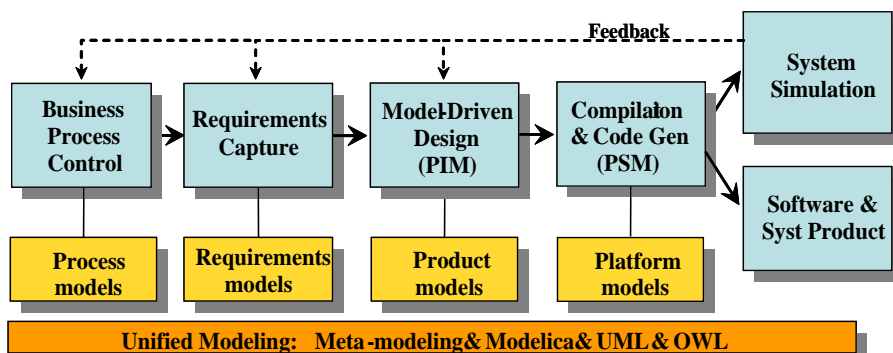 Feedback
Business
Process
Control
Requirements
Capture
Model-Driven
Design
(PIM)
Compilation
& Code Gen
(PSM)
System
Simulation
Software &
Syst Product
Process
models
Requirements
models
Product
models
Platform
models
Unified Modeling: Meta-modeling& Modelica& UML & OWL